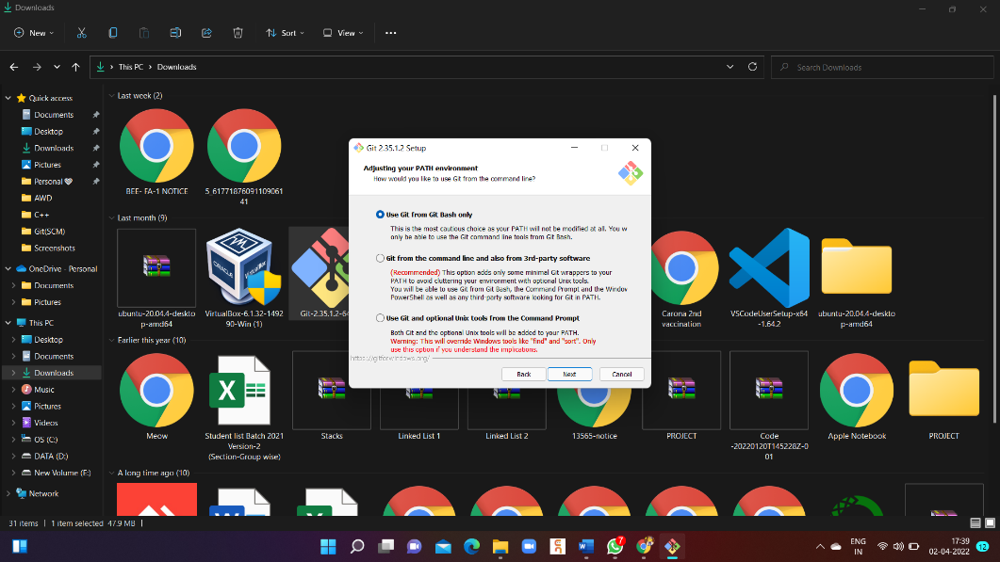 Downloads
New
Sort
View
This PC > Downloads
Search Downloads
Quick access
Documents
Desktop
Downloads
Pictures
Personal
AWD
C++
Git(SCM)
Screenshots
OneDrive - Personal
Documents
Pictures
This PC
Desktop
Documents
Downloads
Music
Pictures
Videos
OS (C:)
DATA (D:)
New Volume (E:)
Network
Last week (2)
BEE- FA-1 NOTICE
5_61771876091109061
41
Last month (9)
ubuntu-20.04.4-deskto
p-amd64
VirtualBox-6.1.32-1492
90-Win (1)
Git-2.35.1.2-64
Carona 2nd
vaccination
VSCodeUserSetup-x64
-1.64.2
ubuntu-20.04.4-deskto
p-amd64
Earlier this year (10)
Meow
Student list Batch 2021
Version-2
(Section-Group wise)
Stacks
Linked List 1
Linked List 2
13565-notice
PROJECT
Code
-20220120T145228Z-0
01
Apple Notebook
PROJECT
A long time ago (10)
Git 2.35.1.2 Setup
Adjusting your PATH environment
How would you like to use Git from the command line?
Use Git from Git Bash only
This is the most cautious choice as your PATH will not be modified at all. You w
only be able to use the Git command line tools from Git Bash.
Git from the command line and also from 3rd-party software
(Recommended) This option adds only some minimal Git wrappers to your
PATH to avoid cluttering your environment with optional Unix tools.
You will be able to use Git from Git Bash, the Command Prompt and the Window
PowerShell as well as any third-party software looking for Git in PATH.
Use Git and optional Unix tools from the Command Prompt
Both Git and the optional Unix tools will be added to your PATH.
Warning: This will override Windows tools like "find" and "sort". Only
use this option if you understand the implications.
https://gitforwindows.org/
Back
Next
Cancel
31 items
1 item selected 47.9 MB
7
ENG
IN
17:39
02-04-2022
12